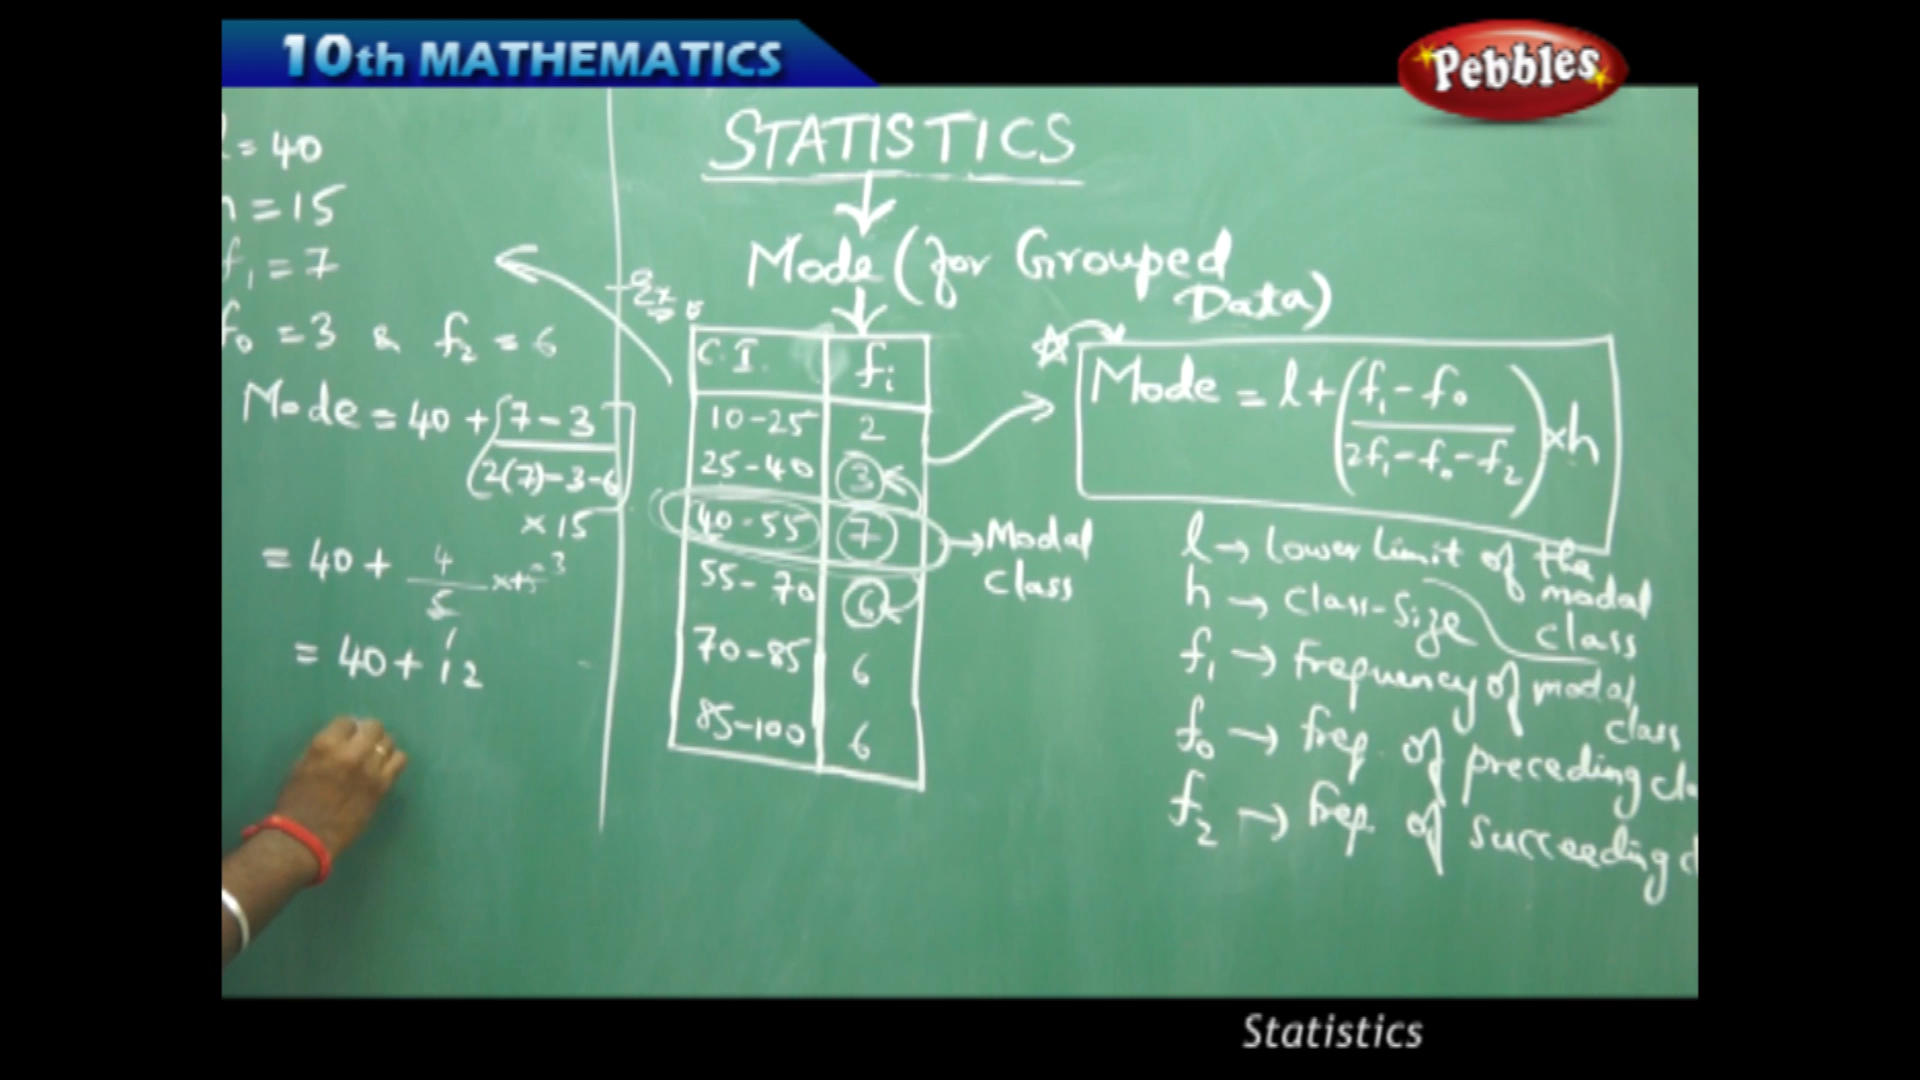 10th MATHEMATICS
Pebbles
l = 40
h = 15
f₁ = 7
f₀ = 3 & f₂ = 6
Mode = 40 + (7 - 3 / (2(7) - 3 - 6)
× 15
= 40 + 4/5 × 15 3
= 40 + 12
STATISTICS
Mode (for Grouped
Data)
Ex:
C.I. fi
10-25 2
25-40 3
40-55 7
55-70 6
70-85 6
85-100 6
Modal
class
Mode = l + (f₁ - f₀ / 2f₁ - f₀ - f₂) × h
l → Lower Limit of the
modal
class
h → class-size
f₁ → frequency of modal
class
f₀ → freq. of preceding cla
f₂ → freq. of succeeding c
Statistics